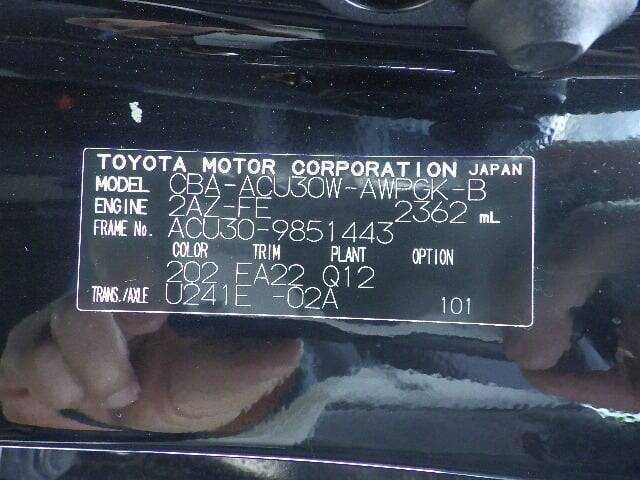 TOYOTA MOTOR CORPORATION JAPAN
MODEL CBA-ACU30W-AWPGK-B
ENGINE 2AZ-FE 2362 mL
FRAME No. ACU30-9851443
COLOR TRIM PLANT OPTION
202 FA22 Q12
TRANS./AXLE U241E -02A 101